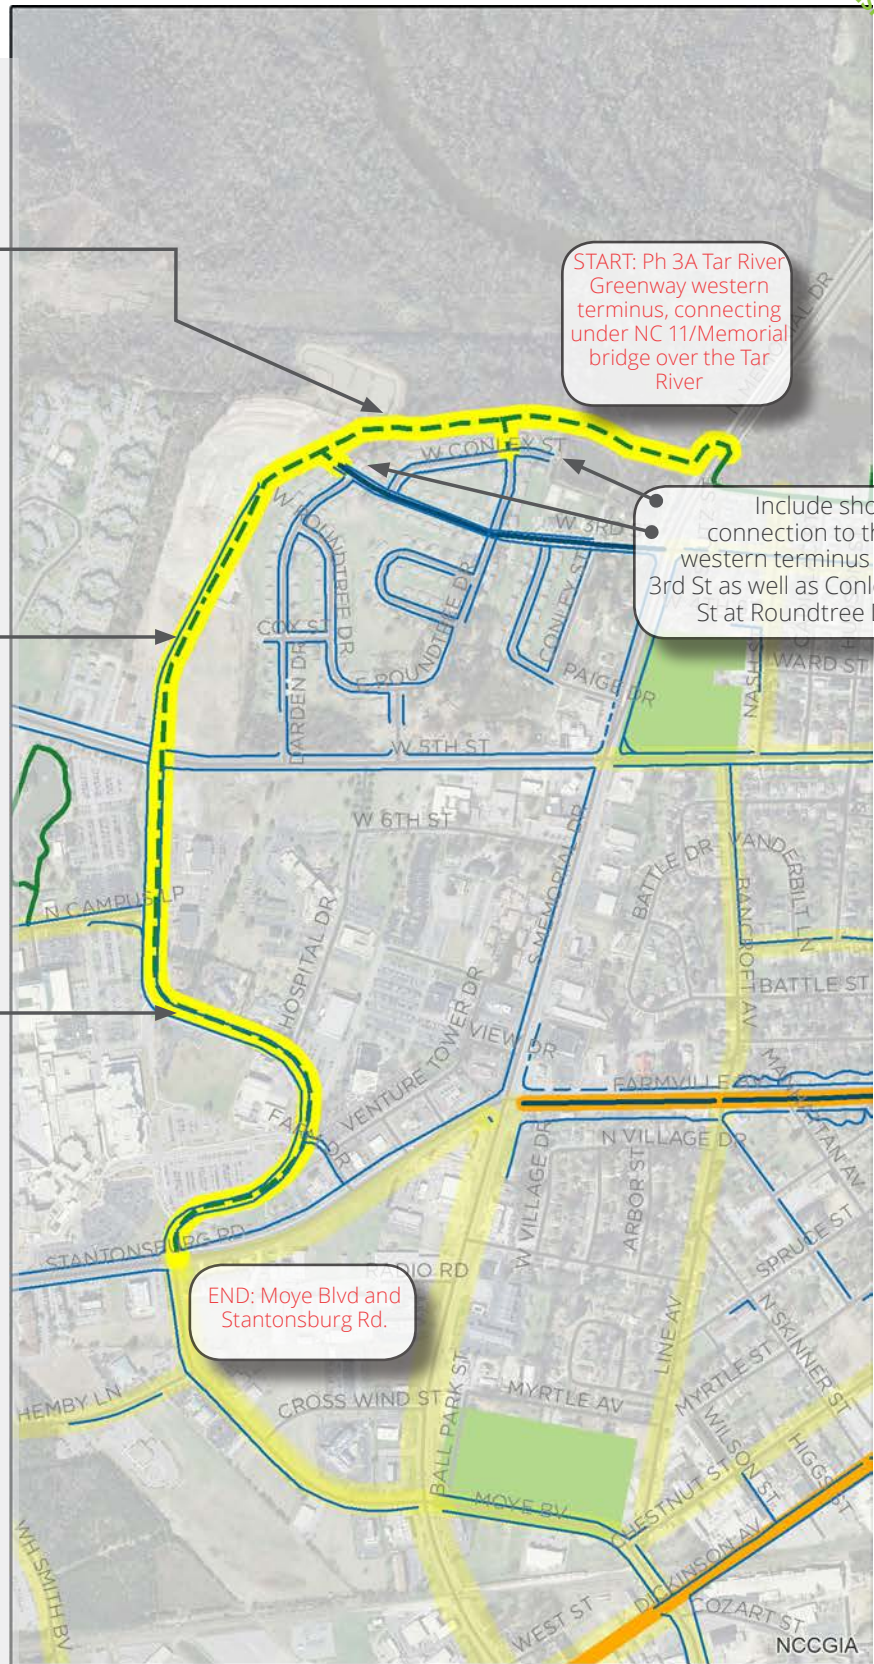 START: Ph 3A Tar River
Greenway western
terminus, connecting
under NC 11/Memorial
bridge over the Tar
River
W CONLEY ST
W 3RD
Include sho
connection to th
western terminus
3rd St as well as Conle
St at Roundtree
W ROUNDTREE DR
CONLEY ST
COX ST
E ROUNDTREE DR
DARDEN DR
PAIGE DR
NASH ST
WARD ST
W 5TH ST
W 6TH ST
S MEMORIAL DR
BATTLE DR
VANDERBILT LN
BANCROFT AV
N CAMPUS LP
HOSPITAL DR
BATTLE ST
VENTURE TOWER DR
VIEW DR
FARMVILLE AV
MANHATTAN AV
FARM DR
N VILLAGE DR
W VILLAGE DR
ARBOR ST
SPRUCE ST
STANTONSBURG RD
RADIO RD
END: Moye Blvd and
Stantonsburg Rd.
LINE AV
N SKINNER ST
HEMBY LN
CROSS WIND ST
BALL PARK ST
MYRTLE AV
MYRTLE ST
WILSON ST
HIGGS ST
MOYE BV
CHESTNUT ST
DICKINSON AV
WH SMITH BV
WEST ST
COZART ST
NCCGIA